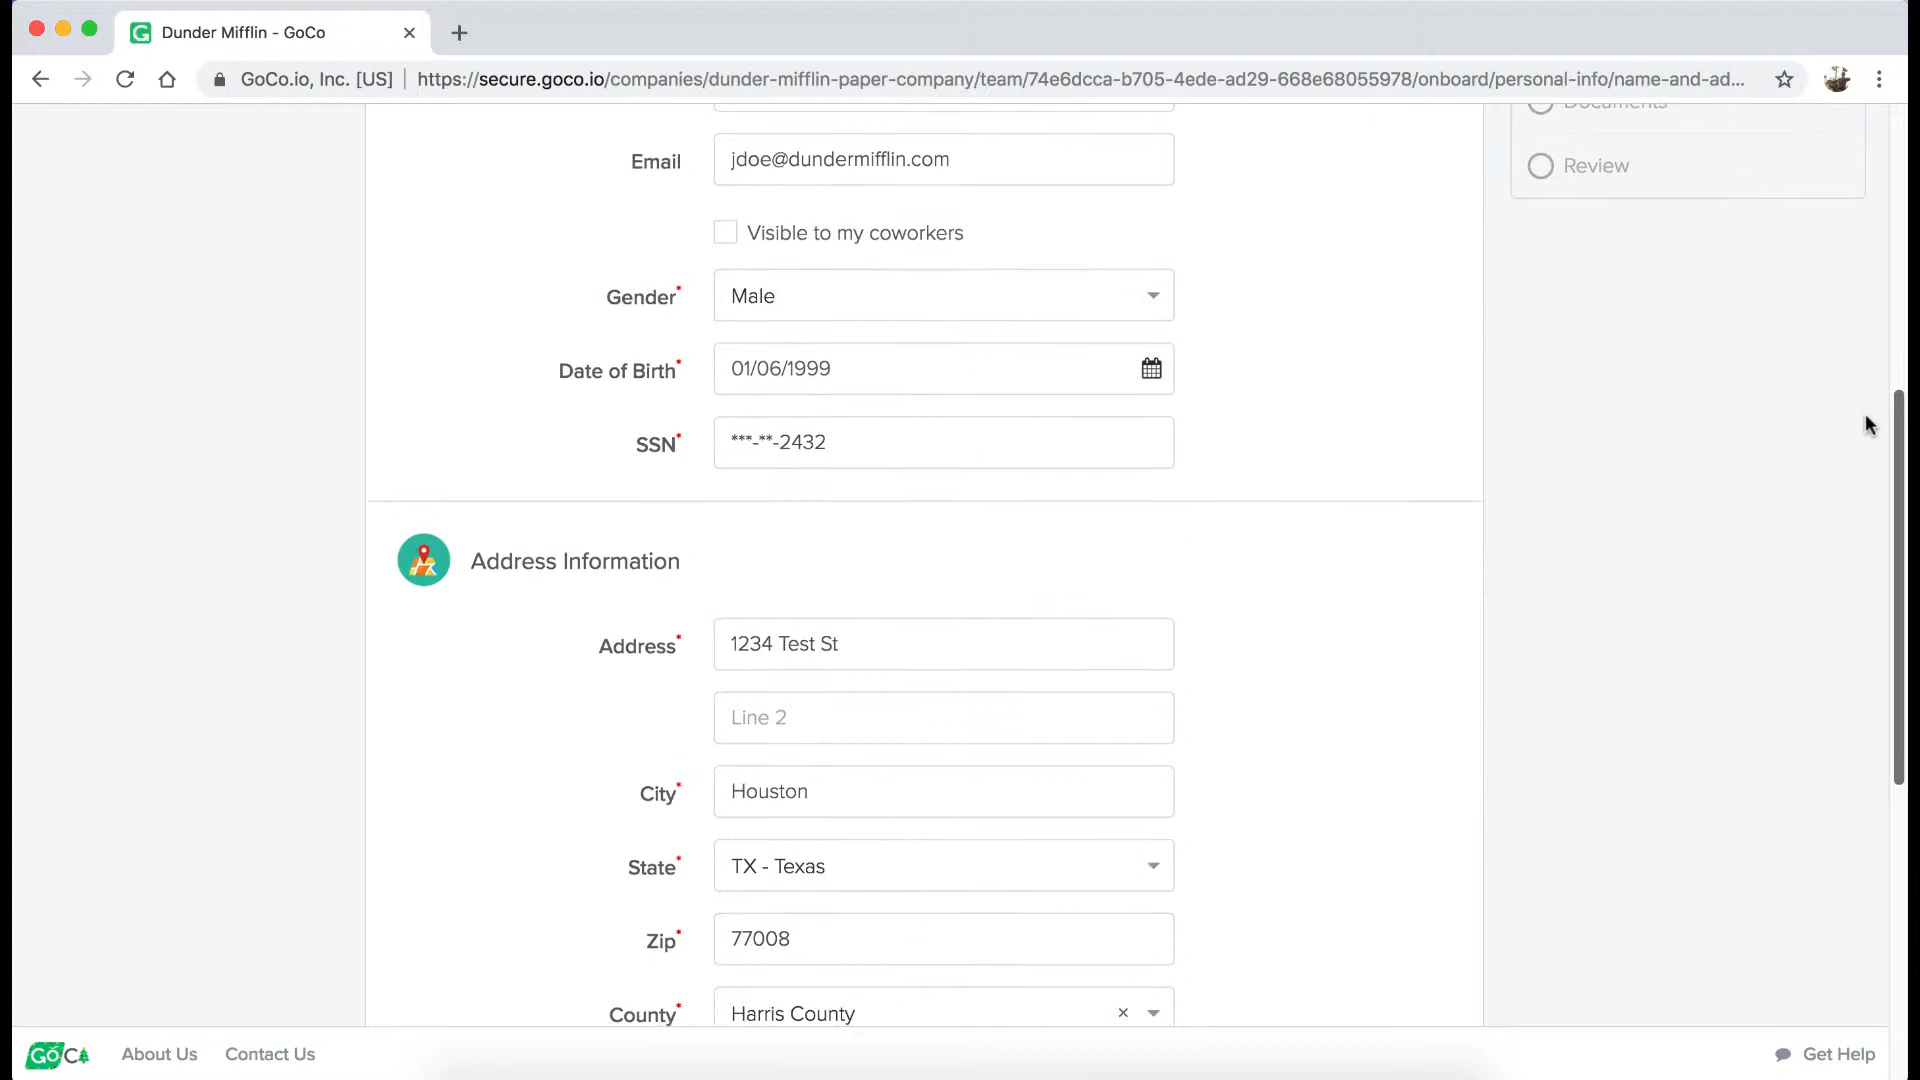 Dunder Mifflin - GoCo
GoCo.io, Inc. [US] | https://secure.goco.io/companies/dunder-mifflin-paper-company/team/74e6dcca-b705-4ede-ad29-668e68055978/onboard/personal-info/name-and-ad...
Documents
Email jdoe@dundermifflin.com
Review
Visible to my coworkers
Gender* Male
Date of Birth* 01/06/1999
SSN* ***-**-2432
Address Information
Address* 1234 Test St
Line 2
City* Houston
State* TX - Texas
Zip* 77008
County* Harris County
GoCo About Us Contact Us Get Help